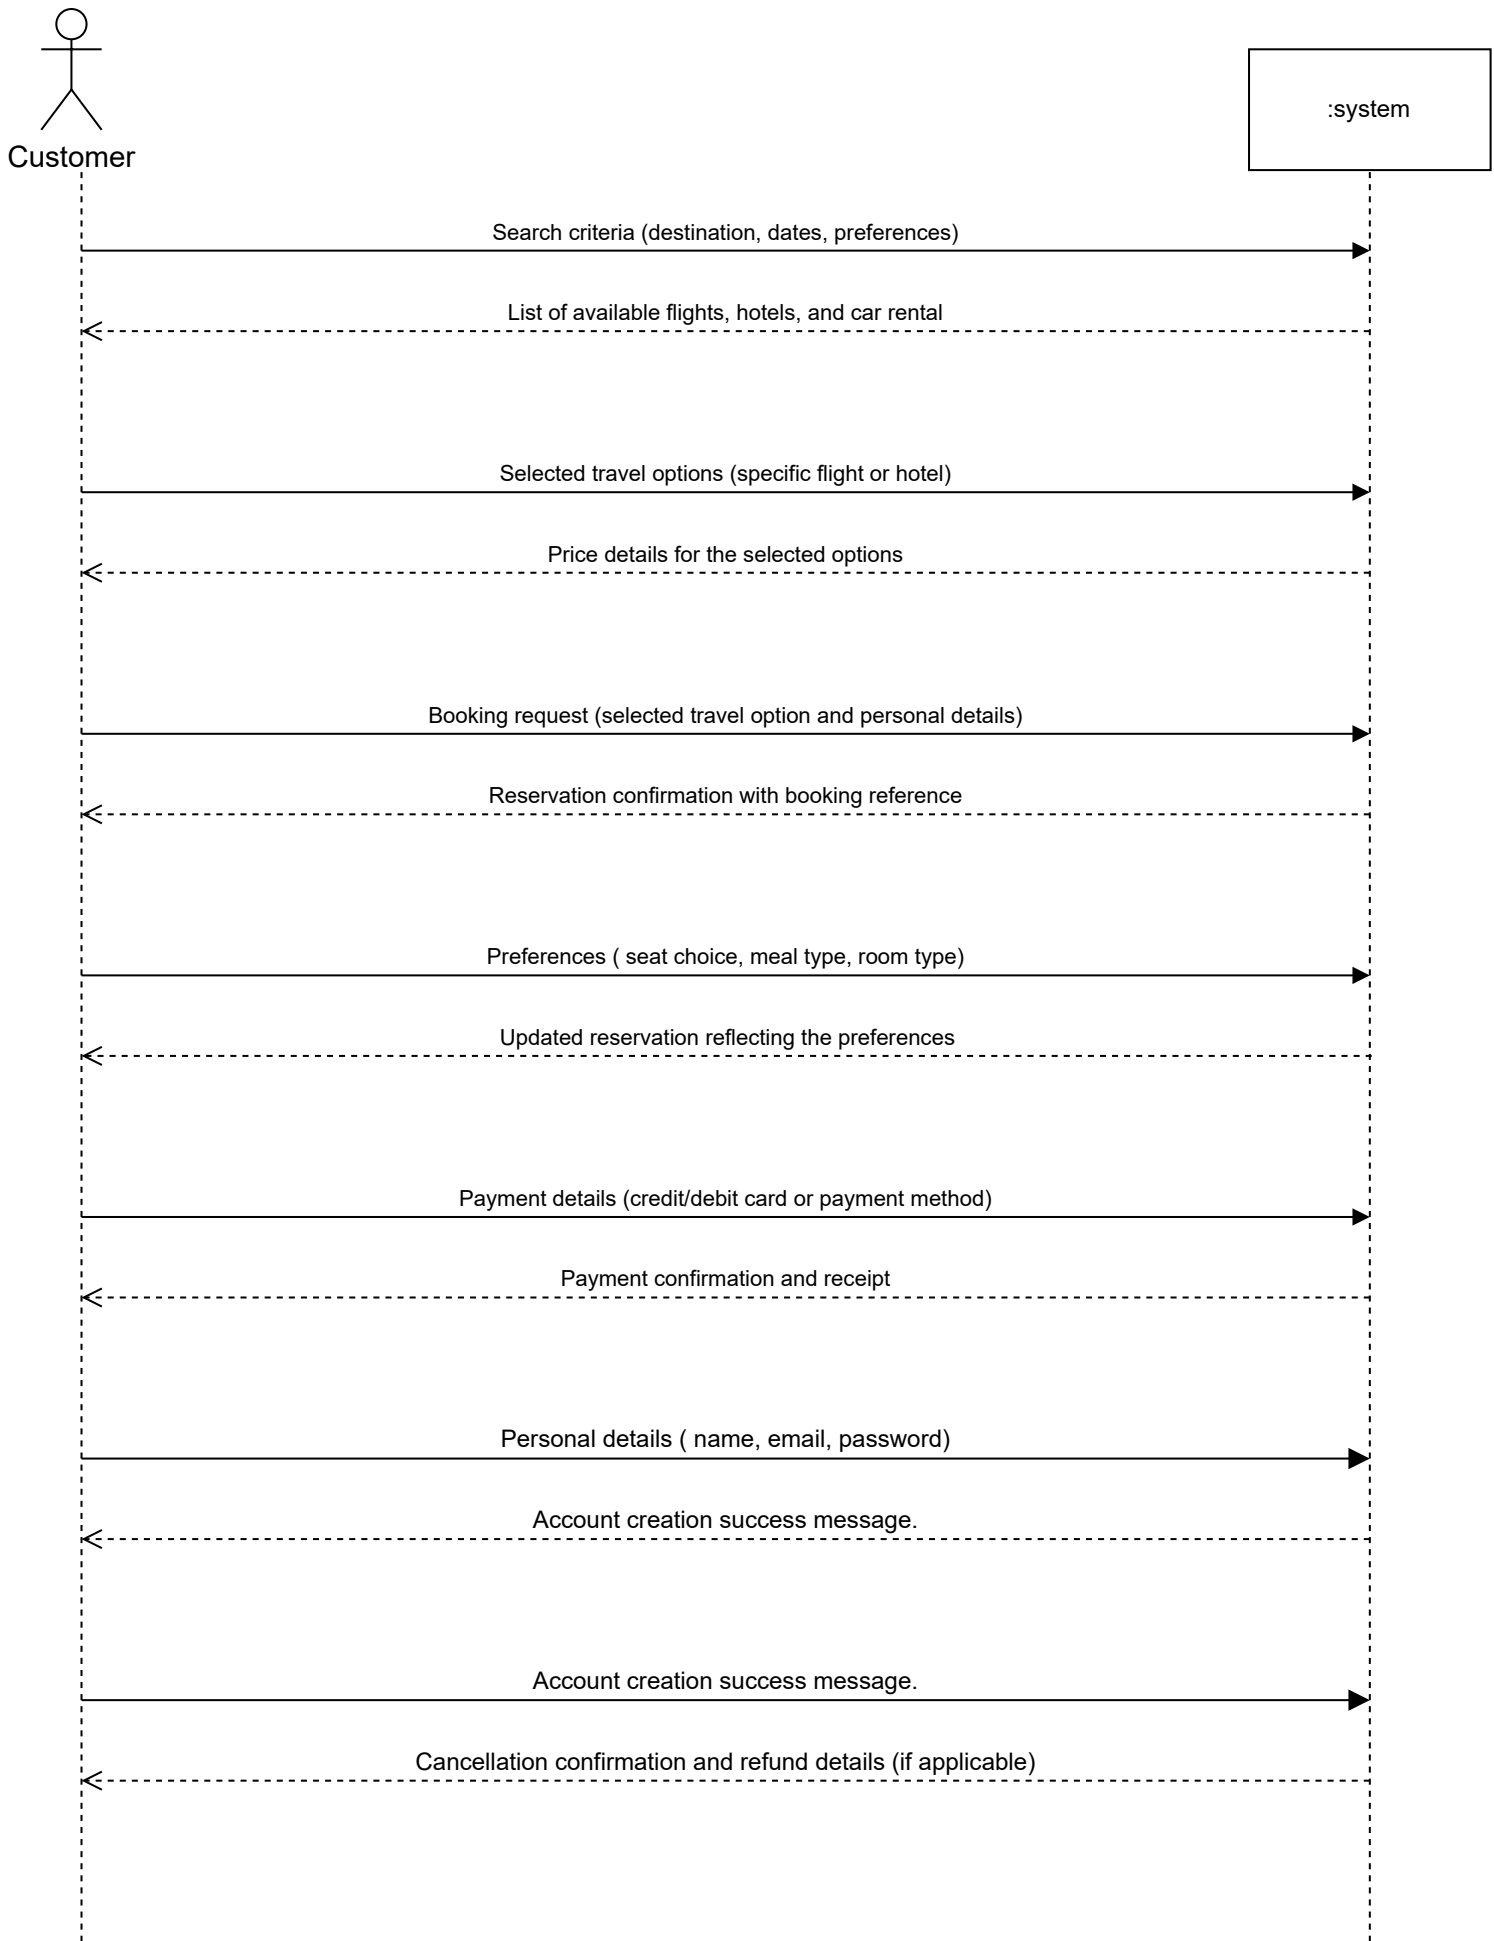 Customer
:system
Search criteria (destination, dates, preferences)
List of available flights, hotels, and car rental
Selected travel options (specific flight or hotel)
Price details for the selected options
Booking request (selected travel option and personal details)
Reservation confirmation with booking reference
Preferences ( seat choice, meal type, room type)
Updated reservation reflecting the preferences
Payment details (credit/debit card or payment method)
Payment confirmation and receipt
Personal details ( name, email, password)
Account creation success message.
Account creation success message.
Cancellation confirmation and refund details (if applicable)